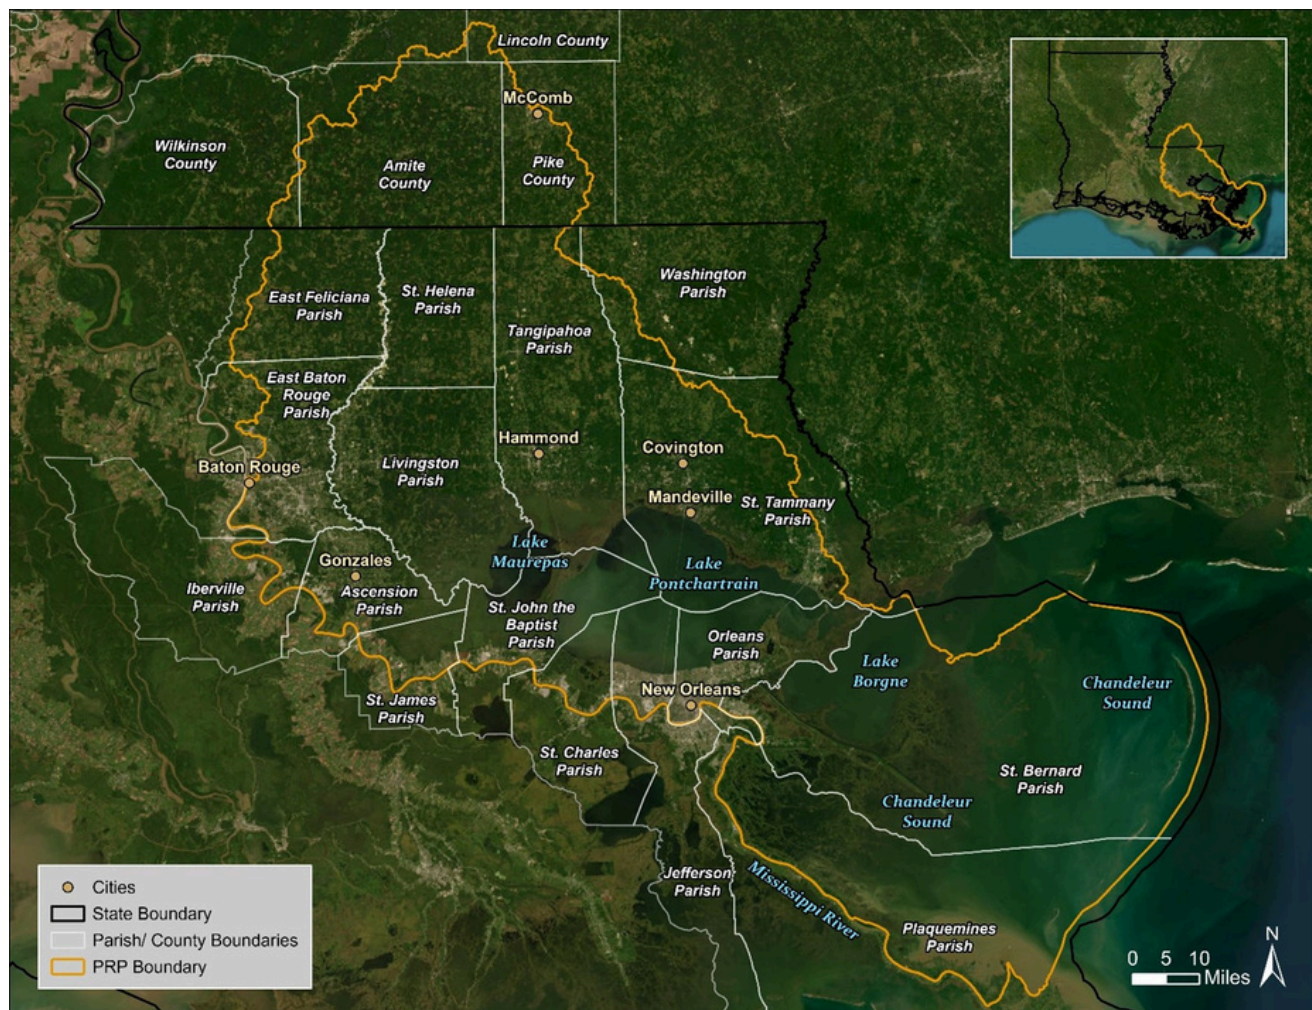 Lincoln County
McComb
Wilkinson
County
Amite
County
Pike
County
Washington
Parish
East Feliciana
Parish
St. Helena
Parish
Tangipahoa
Parish
East Baton
Rouge
Parish
Hammond
Covington
Baton Rouge
Livingston
Parish
Mandeville
St. Tammany
Parish
Lake
Maurepas
Lake
Pontchartrain
Gonzales
Iberville
Parish
Ascension
Parish
St. John the
Baptist
Parish
Orleans
Parish
Lake
Borgne
Chandeleur
Sound
New Orleans
St. James
Parish
St. Charles
Parish
St. Bernard
Parish
Chandeleur
Sound
Jefferson
Parish
Mississippi River
Plaquemines
Parish
Cities
State Boundary
Parish/ County Boundaries
PRP Boundary
0 5 10
Miles
N